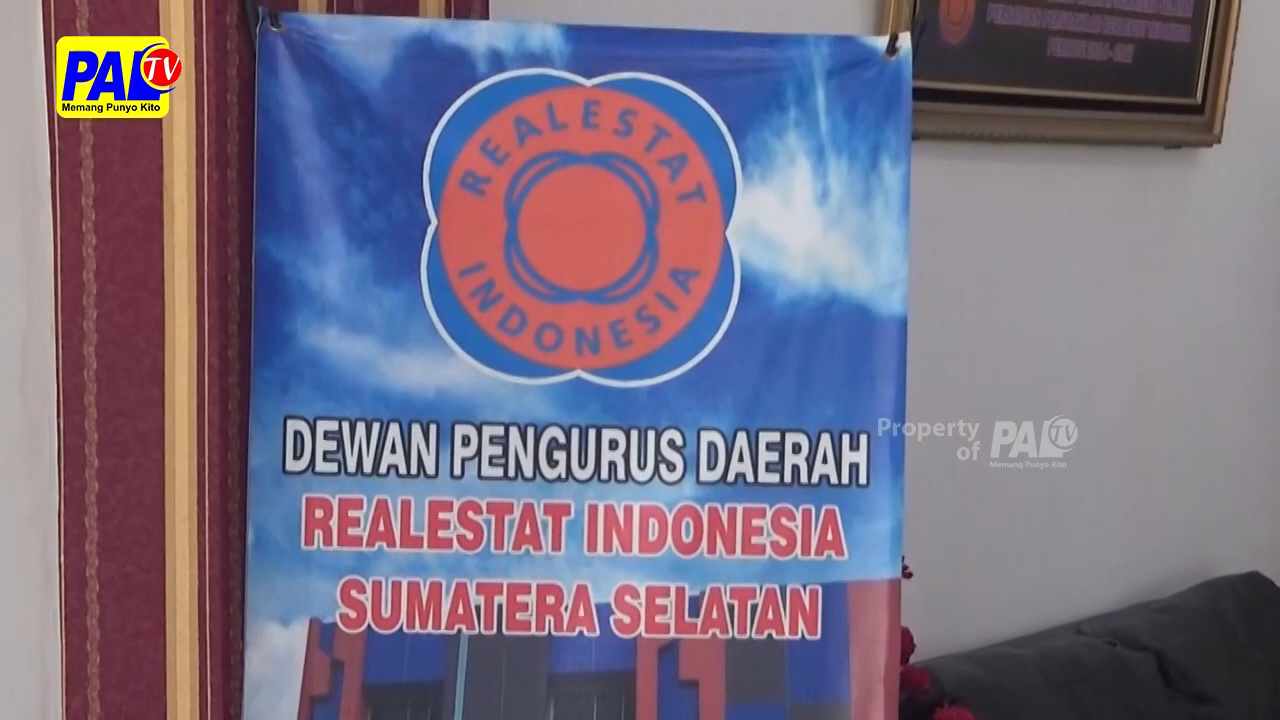 PAL TV
Memang Punyo Kito
REALESTAT
INDONESIA
DEWAN PENGURUS DAERAH
REALESTAT INDONESIA
SUMATERA SELATAN
Property
of PAL TV
Memang Punyo Kito